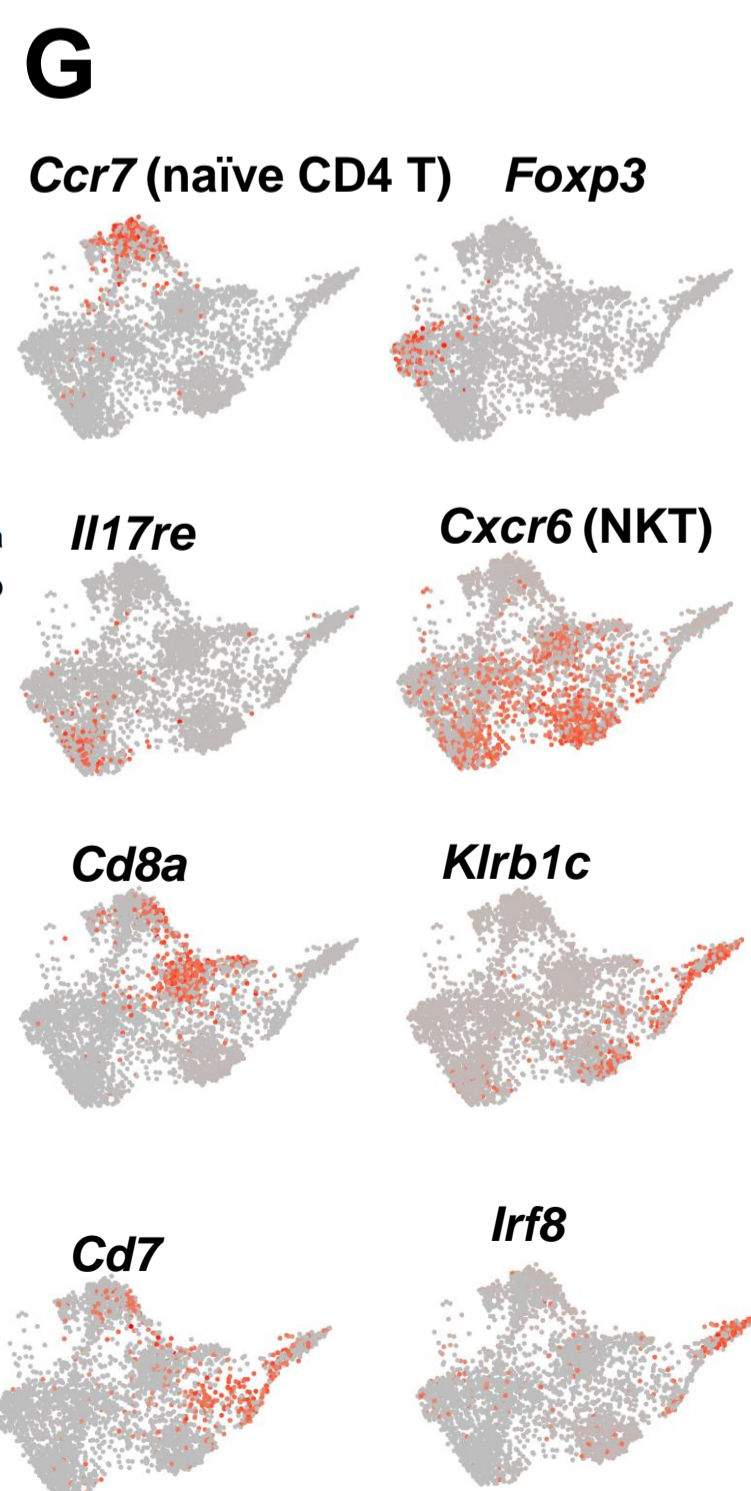 G
Ccr7 (naïve CD4 T) Foxp3
Il17re Cxcr6 (NKT)
Cd8a Klrb1c
Cd7 Irf8